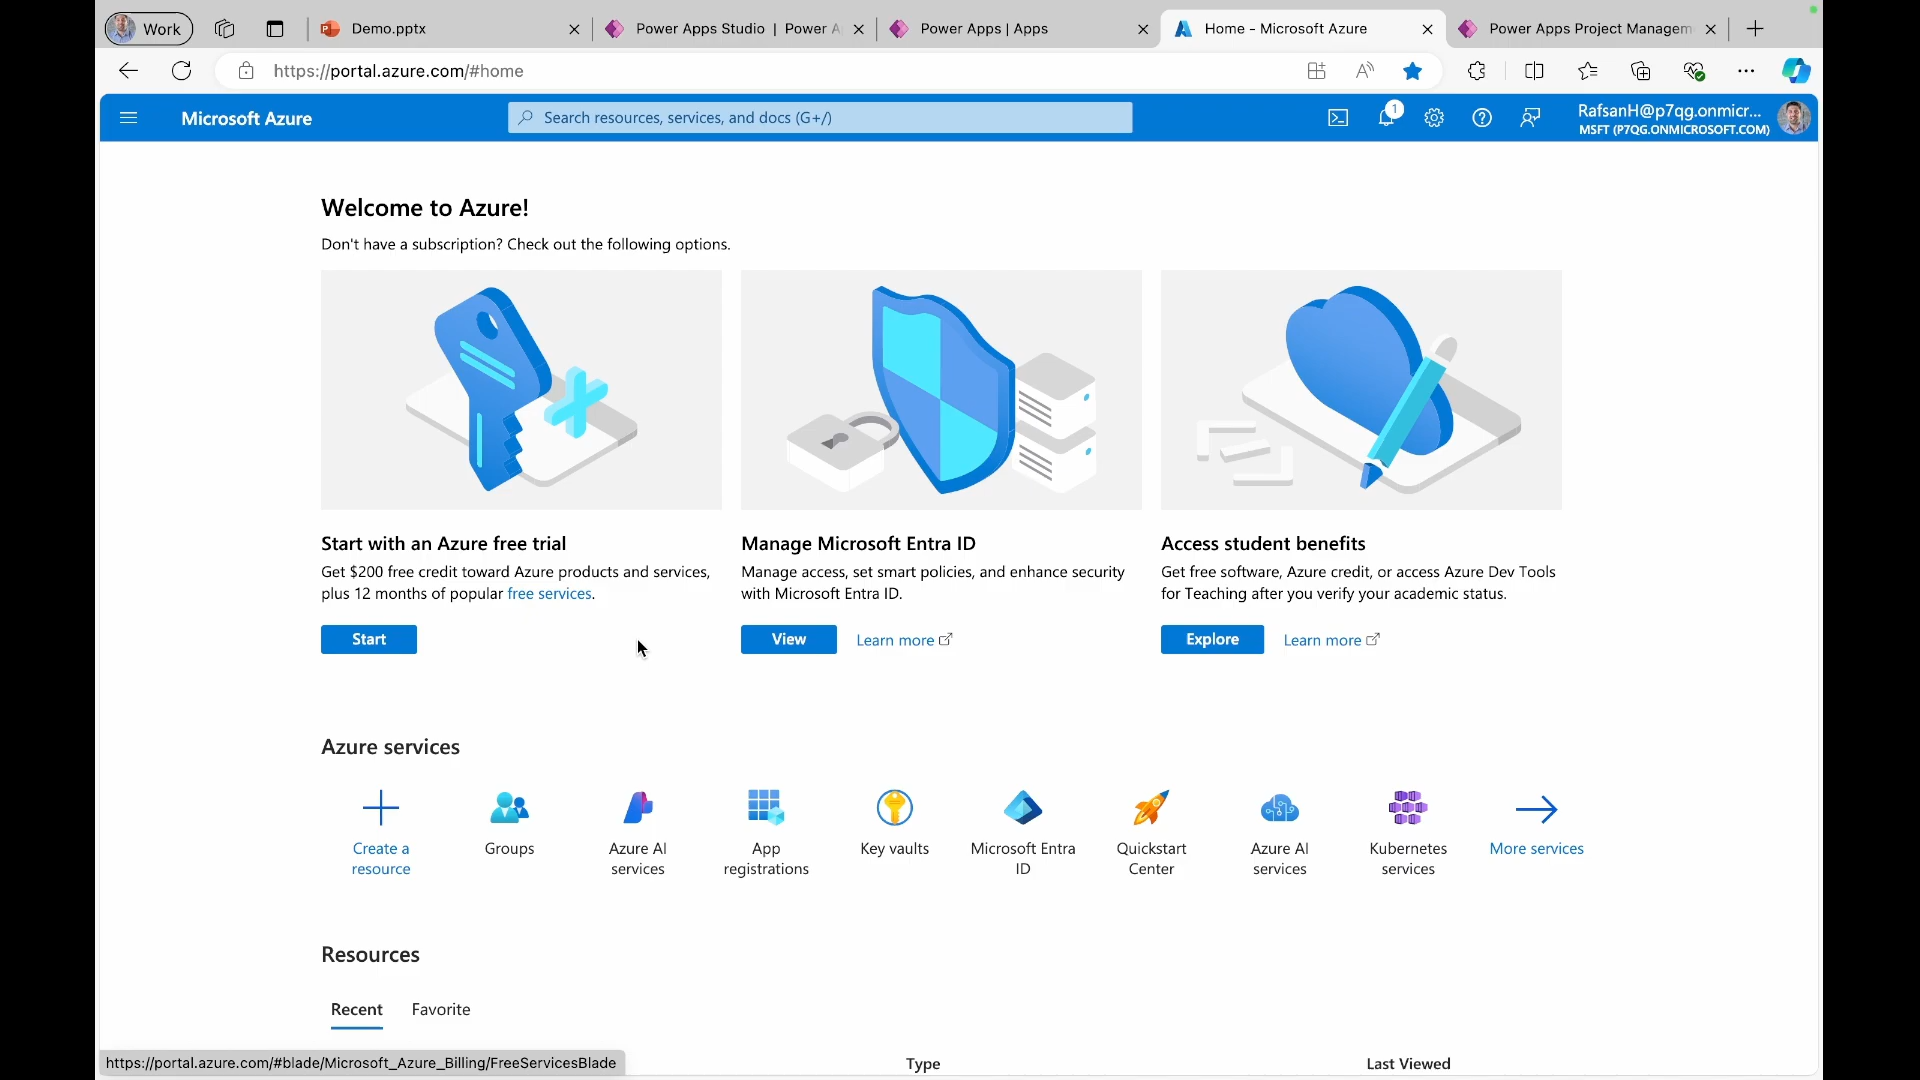 Work
Demo.pptx
Power Apps Studio | Power A
Power Apps | Apps
Home - Microsoft Azure
Power Apps Project Managem
https://portal.azure.com/#home
Microsoft Azure
Search resources, services, and docs (G+/)
1
RafsanH@p7qg.onmicr...
MSFT (P7QG.ONMICROSOFT.COM)
Welcome to Azure!
Don't have a subscription? Check out the following options.
Start with an Azure free trial
Get $200 free credit toward Azure products and services,
plus 12 months of popular free services.
Start
Manage Microsoft Entra ID
Manage access, set smart policies, and enhance security
with Microsoft Entra ID.
View
Learn more
Access student benefits
Get free software, Azure credit, or access Azure Dev Tools
for Teaching after you verify your academic status.
Explore
Learn more
Azure services
Create a
resource
Groups
Azure AI
services
App
registrations
Key vaults
Microsoft Entra
ID
Quickstart
Center
Azure AI
services
Kubernetes
services
More services
Resources
Recent
Favorite
https://portal.azure.com/#blade/Microsoft_Azure_Billing/FreeServicesBlade
Type
Last Viewed